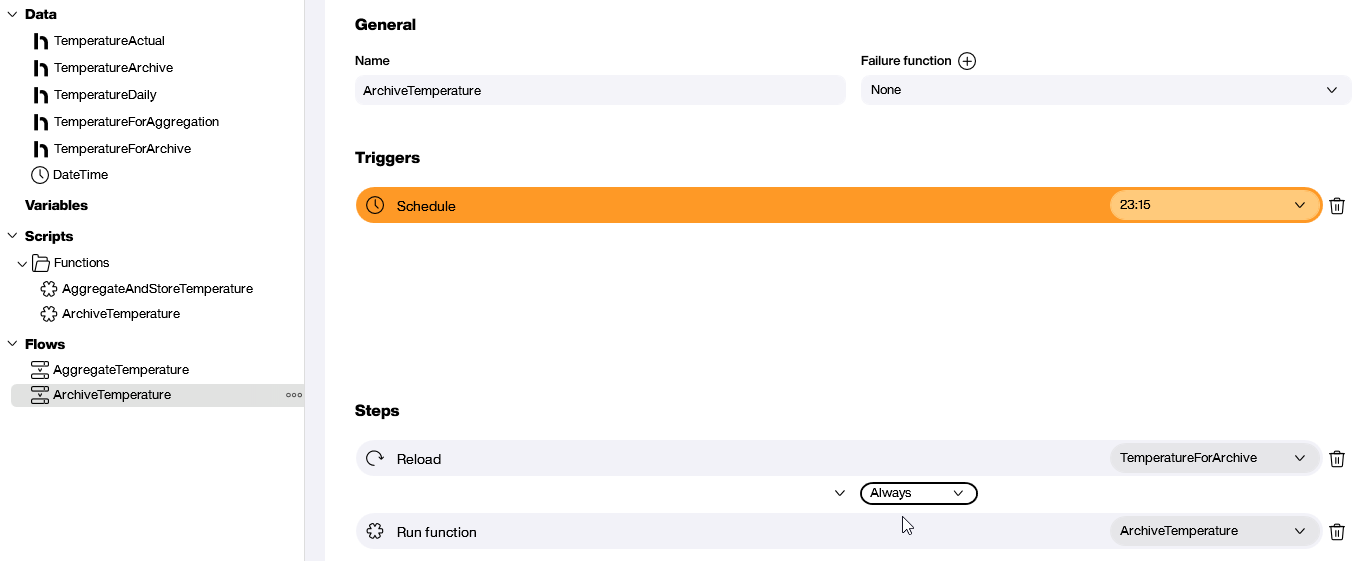 Data
TemperatureActual
TemperatureArchive
TemperatureDaily
TemperatureForAggregation
TemperatureForArchive
DateTime
Variables
Scripts
Functions
AggregateAndStoreTemperature
ArchiveTemperature
Flows
AggregateTemperature
ArchiveTemperature
General
Name
Failure function
ArchiveTemperature
None
Triggers
Schedule
23:15
Steps
Reload
TemperatureForArchive
Always
Run function
ArchiveTemperature